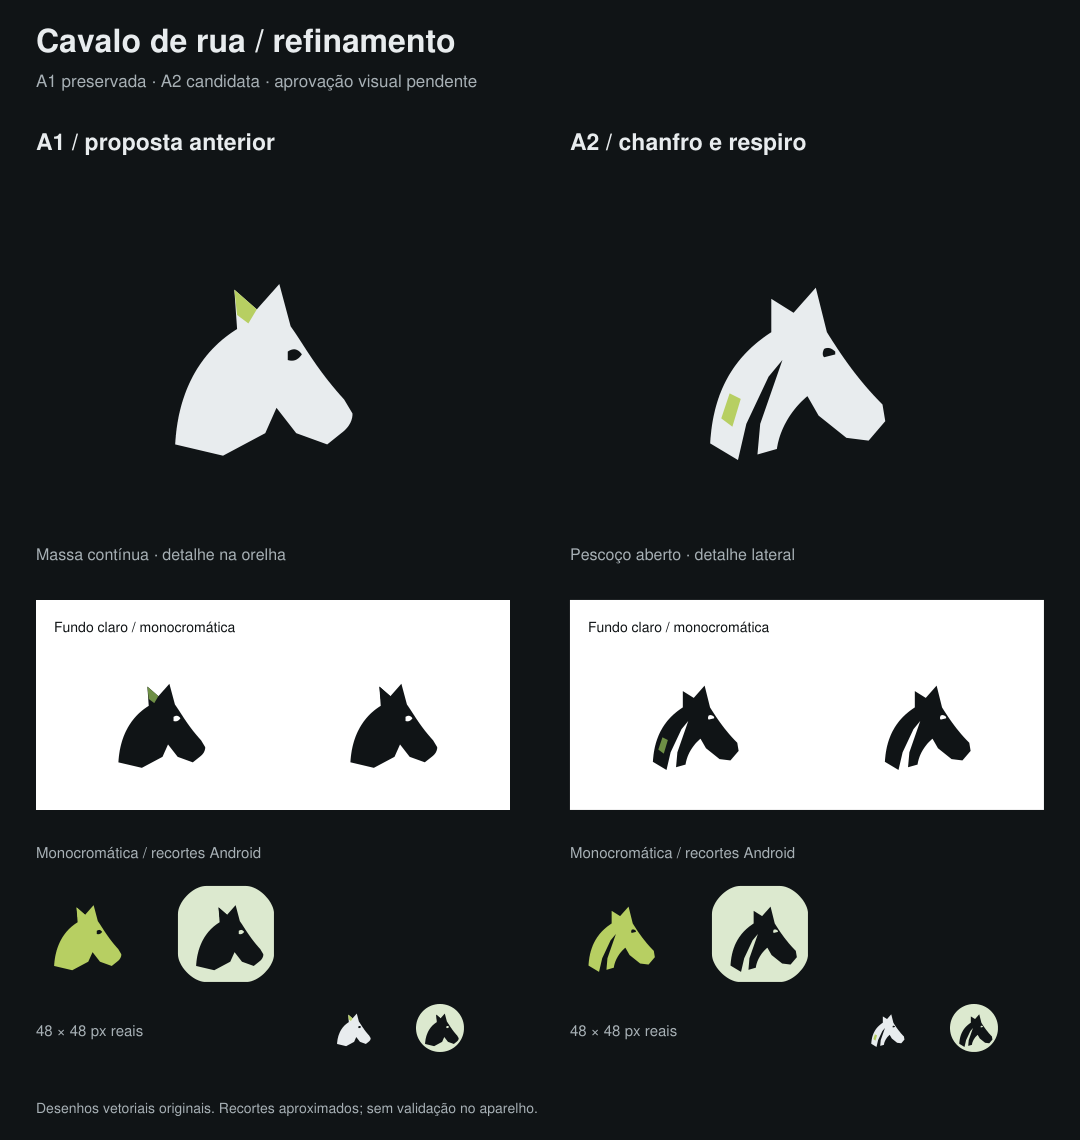 Cavalo de rua / refinamento
A1 preservada · A2 candidata · aprovação visual pendente
A1 / proposta anterior
A2 / chanfro e respiro
Massa contínua · detalhe na orelha
Pescoço aberto · detalhe lateral
Fundo claro / monocromática
Fundo claro / monocromática
Monocromática / recortes Android
Monocromática / recortes Android
48 × 48 px reais
48 × 48 px reais
Desenhos vetoriais originais. Recortes aproximados; sem validação no aparelho.